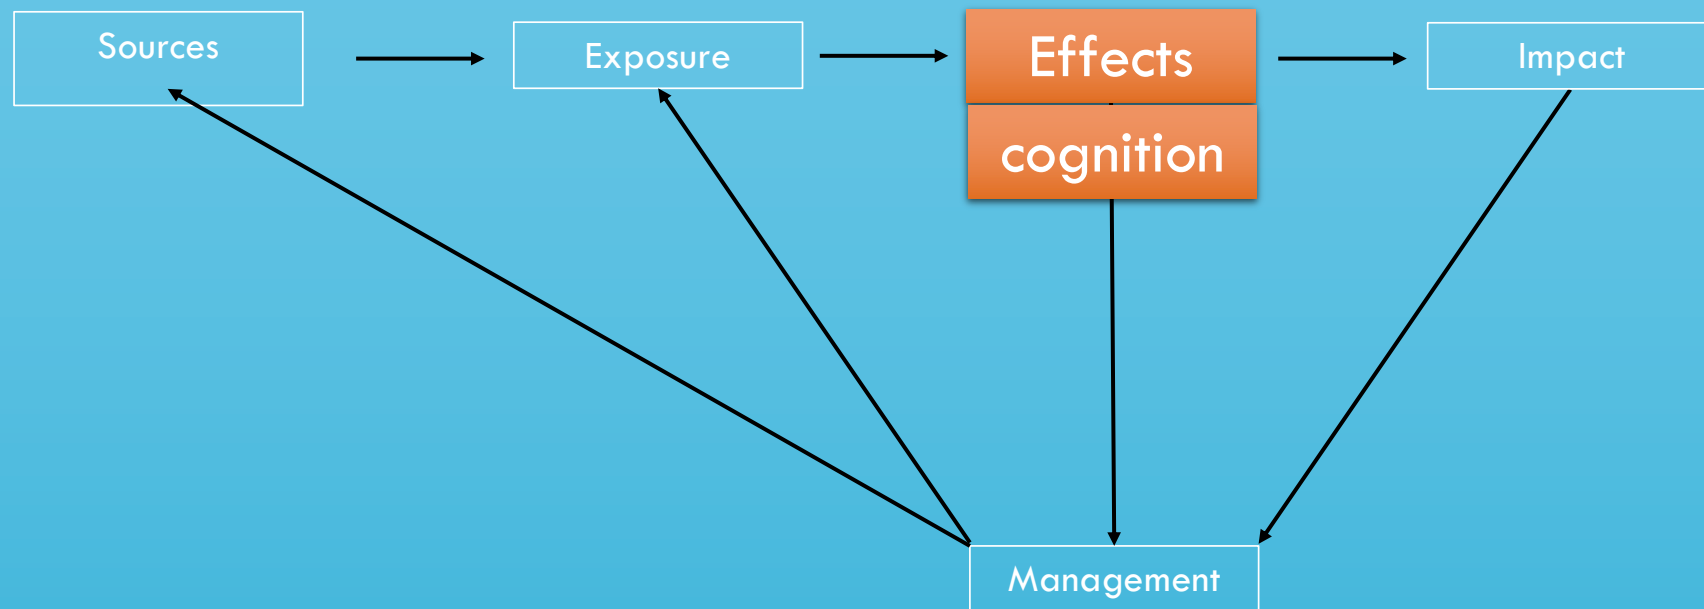 Sources
Exposure
Effects
Impact
cognition
Management